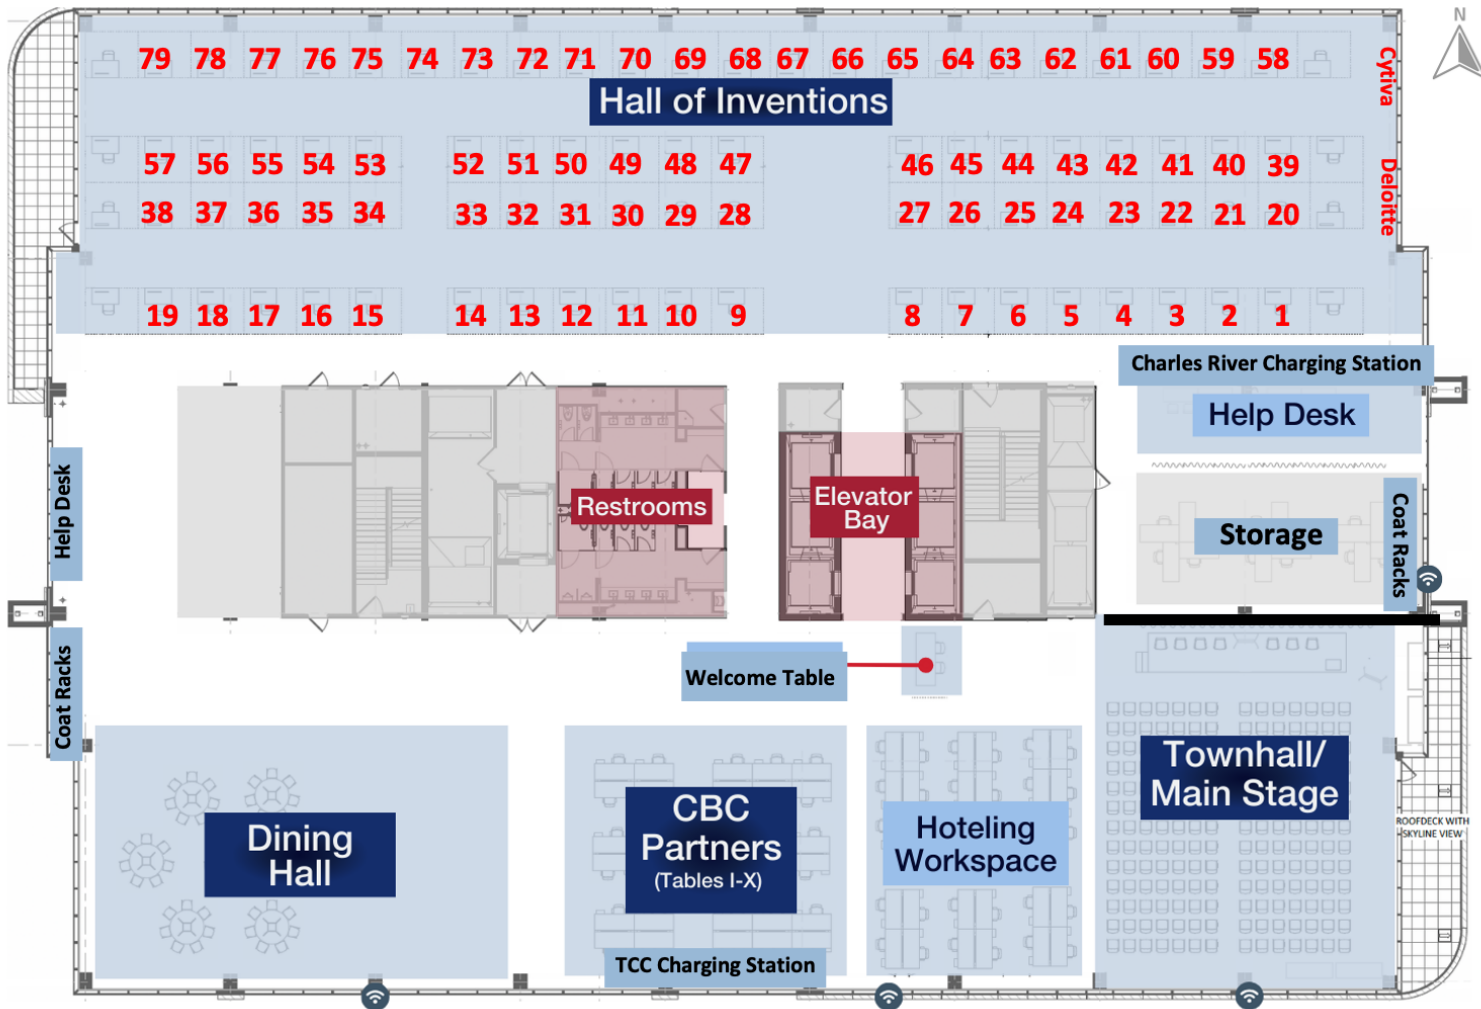 N
79 78 77 76 75 74 73 72 71 70 69 68 67 66 65 64 63 62 61 60 59 58
Cytiva
Hall of Inventions
57 56 55 54 53 52 51 50 49 48 47 46 45 44 43 42 41 40 39
Deloitte
38 37 36 35 34 33 32 31 30 29 28 27 26 25 24 23 22 21 20
19 18 17 16 15 14 13 12 11 10 9 8 7 6 5 4 3 2 1
Charles River Charging Station
Help Desk
Help Desk
Restrooms
Elevator
Bay
Storage
Coat Racks
Coat Racks
Welcome Table
Townhall/
Main Stage
ROOFDECK WITH
SKYLINE VIEW
Dining
Hall
CBC
Partners
(Tables I-X)
Hoteling
Workspace
TCC Charging Station